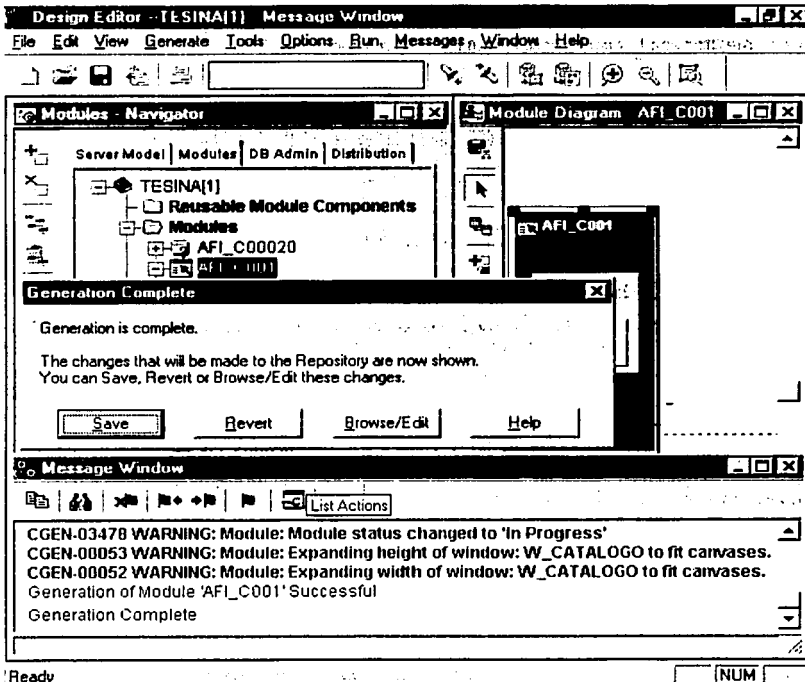 Design Editor - -TESINA[1] Message Window
File Edit View Generate Tools Options Run Messages Window Help
Modules - Navigator
Server Model Modules DB Admin Distribution
TESINA[1]
Reusable Module Components
Modules
AFI_C00020
AFI_C001
Module Diagram AFI_C001
AFI_C001
Generation Complete
Generation is complete.
The changes that will be made to the Repository are now shown.
You can Save, Revert or Browse/Edit these changes.
Save Revert Browse/Edit Help
Message Window
List Actions
CGEN-03478 WARNING: Module: Module status changed to 'In Progress'
CGEN-00053 WARNING: Module: Expanding height of window: W_CATALOGO to fit canvases.
CGEN-00052 WARNING: Module: Expanding width of window: W_CATALOGO to fit canvases.
Generation of Module 'AFI_C001' Successful
Generation Complete
Ready NUM